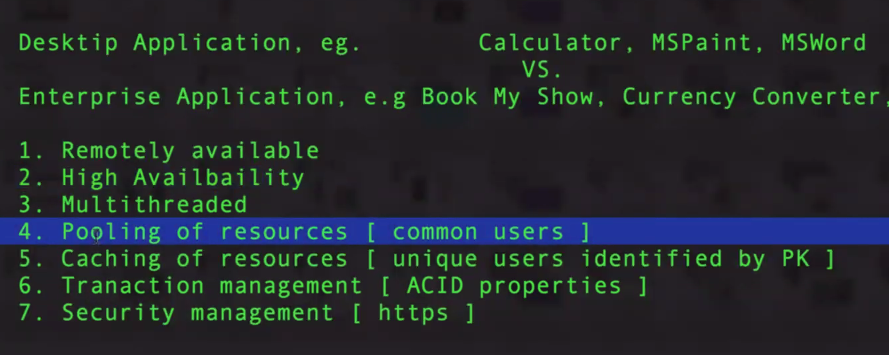 Desktip Application, eg. Calculator, MSPaint, MSWord
VS.
Enterprise Application, e.g Book My Show, Currency Converter,
1. Remotely available
2. High Availbaility
3. Multithreaded
4. Pooling of resources [ common users ]
5. Caching of resources [ unique users identified by PK ]
6. Tranaction management [ ACID properties ]
7. Security management [ https ]